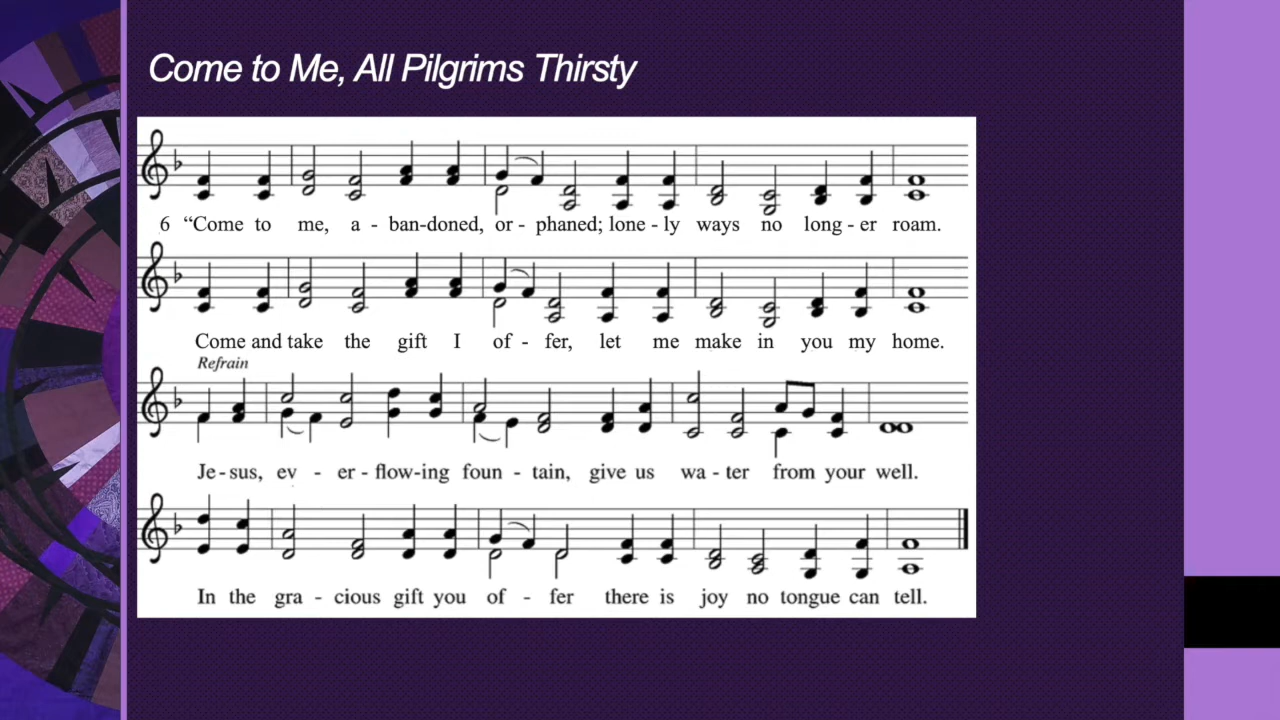 Come to Me, All Pilgrims Thirsty
6 “Come to me, a - ban-doned, or - phaned; lone - ly ways no long - er roam.
Come and take the gift I of - fer, let me make in you my home.
Refrain
Je - sus, ev - er - flow-ing foun - tain, give us wa - ter from your well.
In the gra - cious gift you of - fer there is joy no tongue can tell.